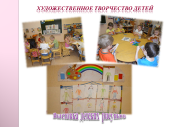 ХУДОЖЕСТВЕННОЕ ТВОРЧЕСТВО ДЕТЕЙ
выставка детских рисунков